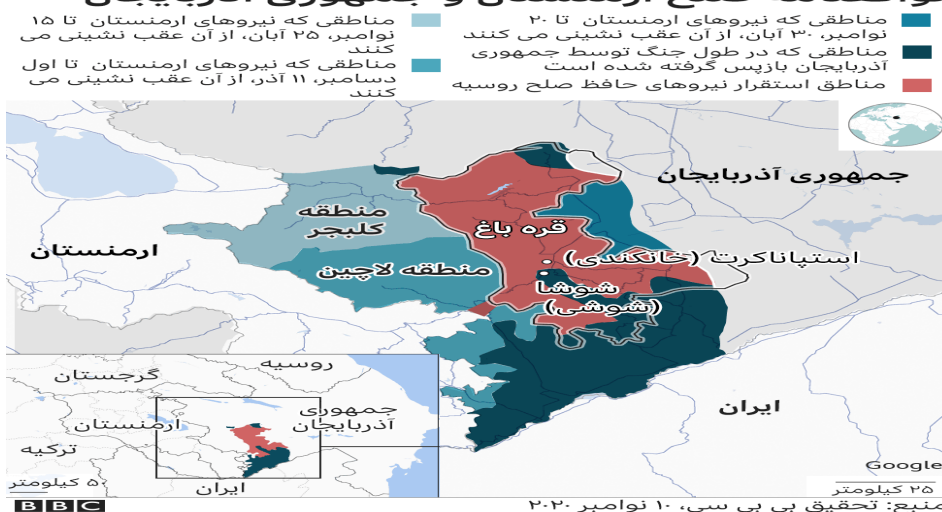 صلح ارمنستان و جمهوری آذربایجان
مناطقی که نیروهای ارمنستان تا ۲۰
نوامبر، ۳۰ آبان، از آن عقب نشینی می کنند
مناطقی که در طول جنگ توسط جمهوری
آذربایجان بازپس گرفته شده است
مناطق استقرار نیروهای حافظ صلح روسیه
مناطقی که نیروهای ارمنستان تا ۱۵
نوامبر، ۲۵ آبان، از آن عقب نشینی می
کنند
مناطقی که نیروهای ارمنستان تا اول
دسامبر، ۱۱ آذر، از آن عقب نشینی می
کنند
جمهوری آذربایجان
منطقه
کلبجر
قره باغ
ارمنستان
استپاناکرت (خانکندی)
منطقه لاچین
شوشا
(شوشی)
ایران
روسیه
گرجستان
جمهوری
آذربایجان
ارمنستان
ترکیه
ایران
۵۰ کیلومتر
Google
۲۵ کیلومتر
منبع: تحقیق بی بی سی، ۱۰ نوامبر ۲۰۲۰
BBC